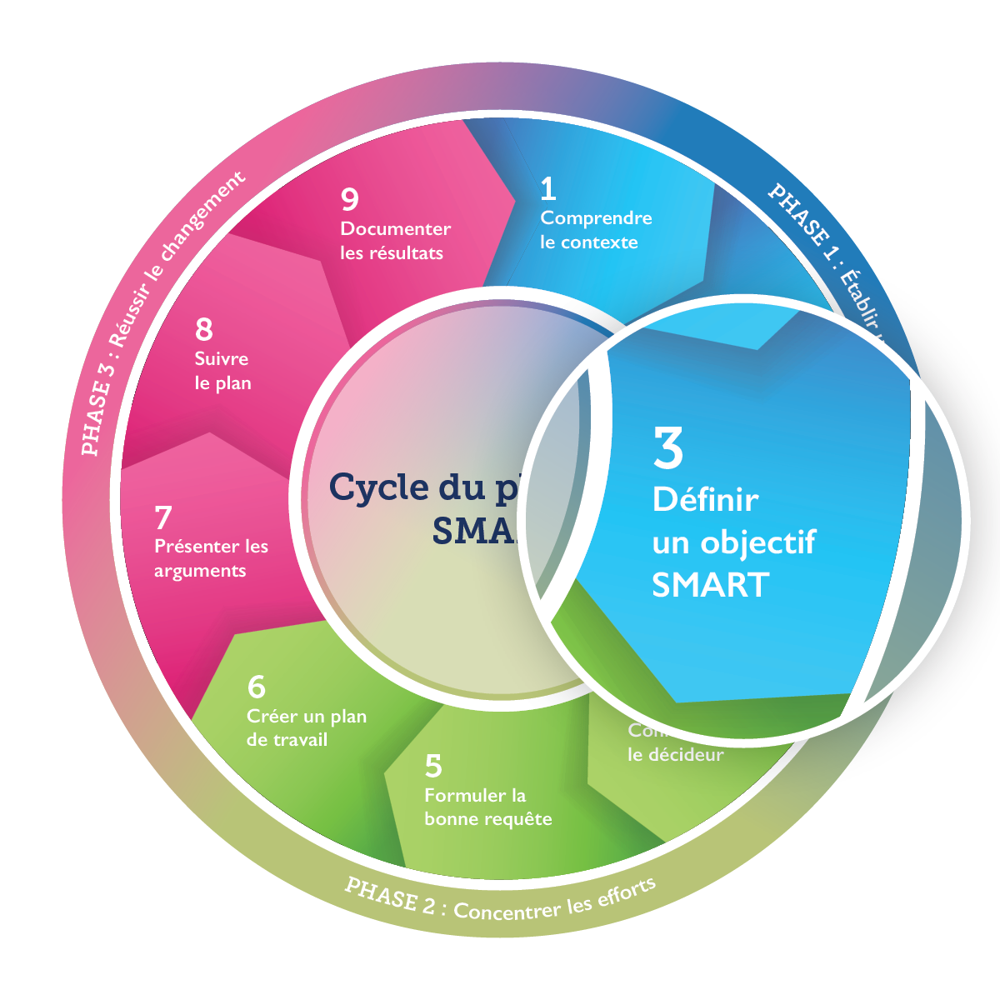 PHASE 1 : Établir
1
Comprendre
le contexte
3
Définir
un objectif
SMART
le décideur
PHASE 2 : Concentrer les efforts
5
Formuler la
bonne requête
6
Créer un plan
de travail
PHASE 3 : Réussir le changement
7
Présenter les
arguments
8
Suivre
le plan
9
Documenter
les résultats
Cycle du